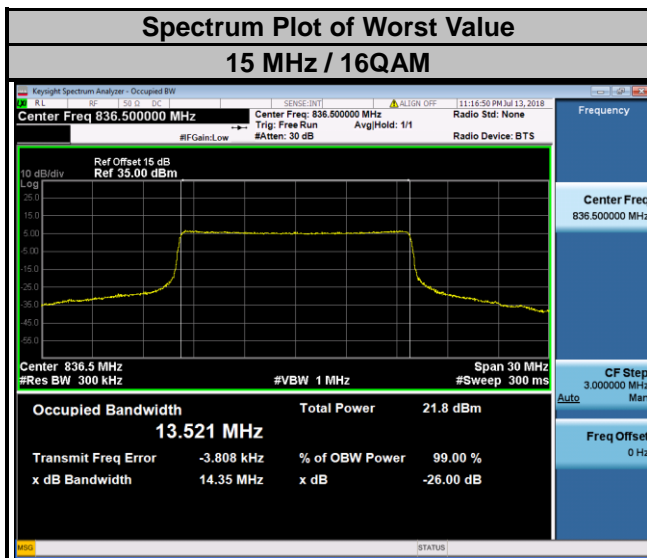 Spectrum Plot of Worst Value
15 MHz / 16QAM
Keysight Spectrum Analyzer - Occupied BW
RL RF 50 Ω DC SENSE:INT ALIGN OFF 11:16:50 PM Jul 13, 2018
Center Freq 836.500000 MHz
Center Freq: 836.500000 MHz Radio Std: None
Trig: Free Run Avg|Hold: 1/1
#IFGain:Low #Atten: 30 dB Radio Device: BTS
Frequency
Ref Offset 15 dB
10 dB/div Ref 35.00 dBm
Log
25.0
15.0
5.00
-5.00
-15.0
-25.0
-35.0
-45.0
-55.0
Center Freq
836.500000 MHz
Center 836.5 MHz Span 30 MHz
#Res BW 300 kHz #VBW 1 MHz #Sweep 300 ms
CF Step
3.000000 MHz
Auto Man
Occupied Bandwidth Total Power 21.8 dBm
13.521 MHz
Transmit Freq Error -3.808 kHz % of OBW Power 99.00 %
x dB Bandwidth 14.35 MHz x dB -26.00 dB
Freq Offset
0 Hz
MSG STATUS